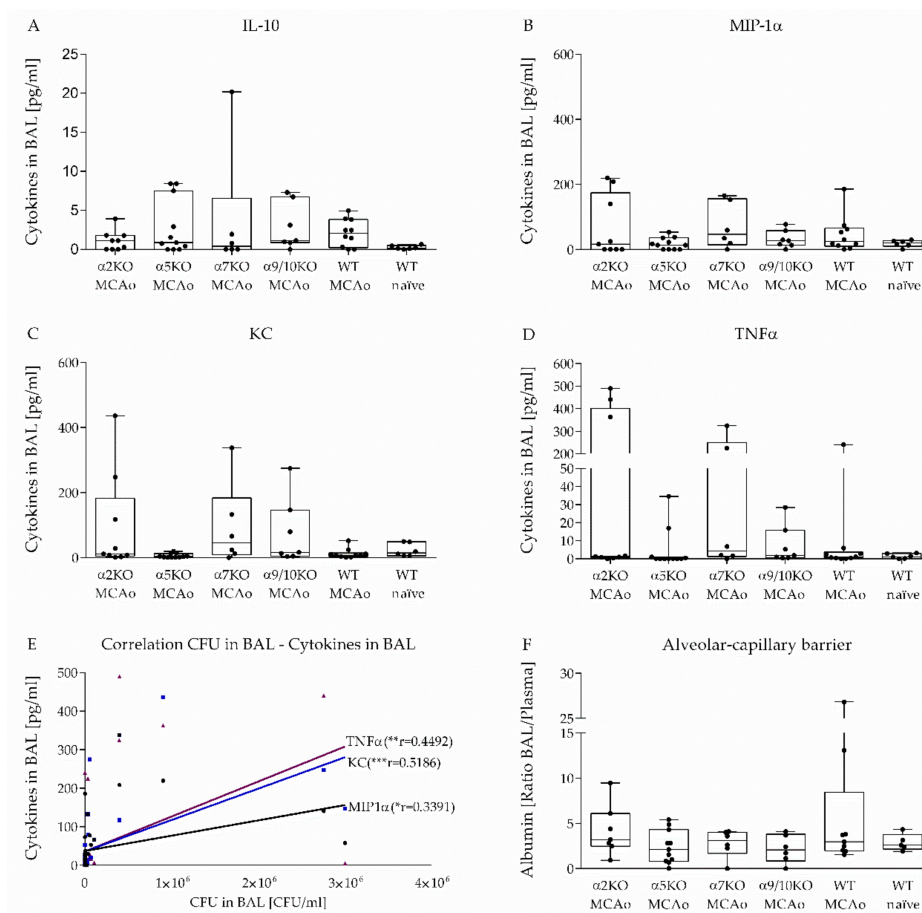 A
IL-10
Cytokines in BAL [pg/ml]
25
20
15
10
5
0
α2KO α5KO α7KO α9/10KO WT WT
MCAo MCAo MCAo MCAo MCAo naïve
B
MIP-1α
Cytokines in BAL [pg/ml]
600
400
200
0
α2KO α5KO α7KO α9/10KO WT WT
MCAo MCAo MCAo MCAo MCAo naïve
C
KC
Cytokines in BAL [pg/ml]
600
400
200
0
α2KO α5KO α7KO α9/10KO WT WT
MCAo MCAo MCAo MCAo MCAo naïve
D
TNFα
Cytokines in BAL [pg/ml]
600
500
400
300
200
50
40
30
20
10
0
α2KO α5KO α7KO α9/10KO WT WT
MCAo MCAo MCAo MCAo MCAo naïve
E
Correlation CFU in BAL - Cytokines in BAL
Cytokines in BAL [pg/ml]
500
400
300
200
100
0
TNFα(**r=0.4492)
KC(***r=0.5186)
MIP1α(*r=0.3391)
0 1×10⁶ 2×10⁶ 3×10⁶ 4×10⁶
CFU in BAL [CFU/ml]
F
Alveolar-capillary barrier
Albumin [Ratio BAL/Plasma]
30
25
15
10
5
0
α2KO α5KO α7KO α9/10KO WT WT
MCAo MCAo MCAo MCAo MCAo naïve